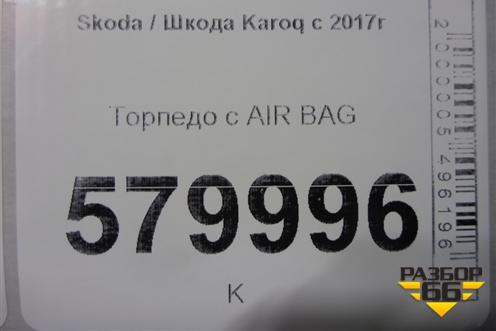 Skoda / Шкода Karoq с 2017г
Торпедо с AIR BAG
579996
К
2000005496196
РАЗБОР
66